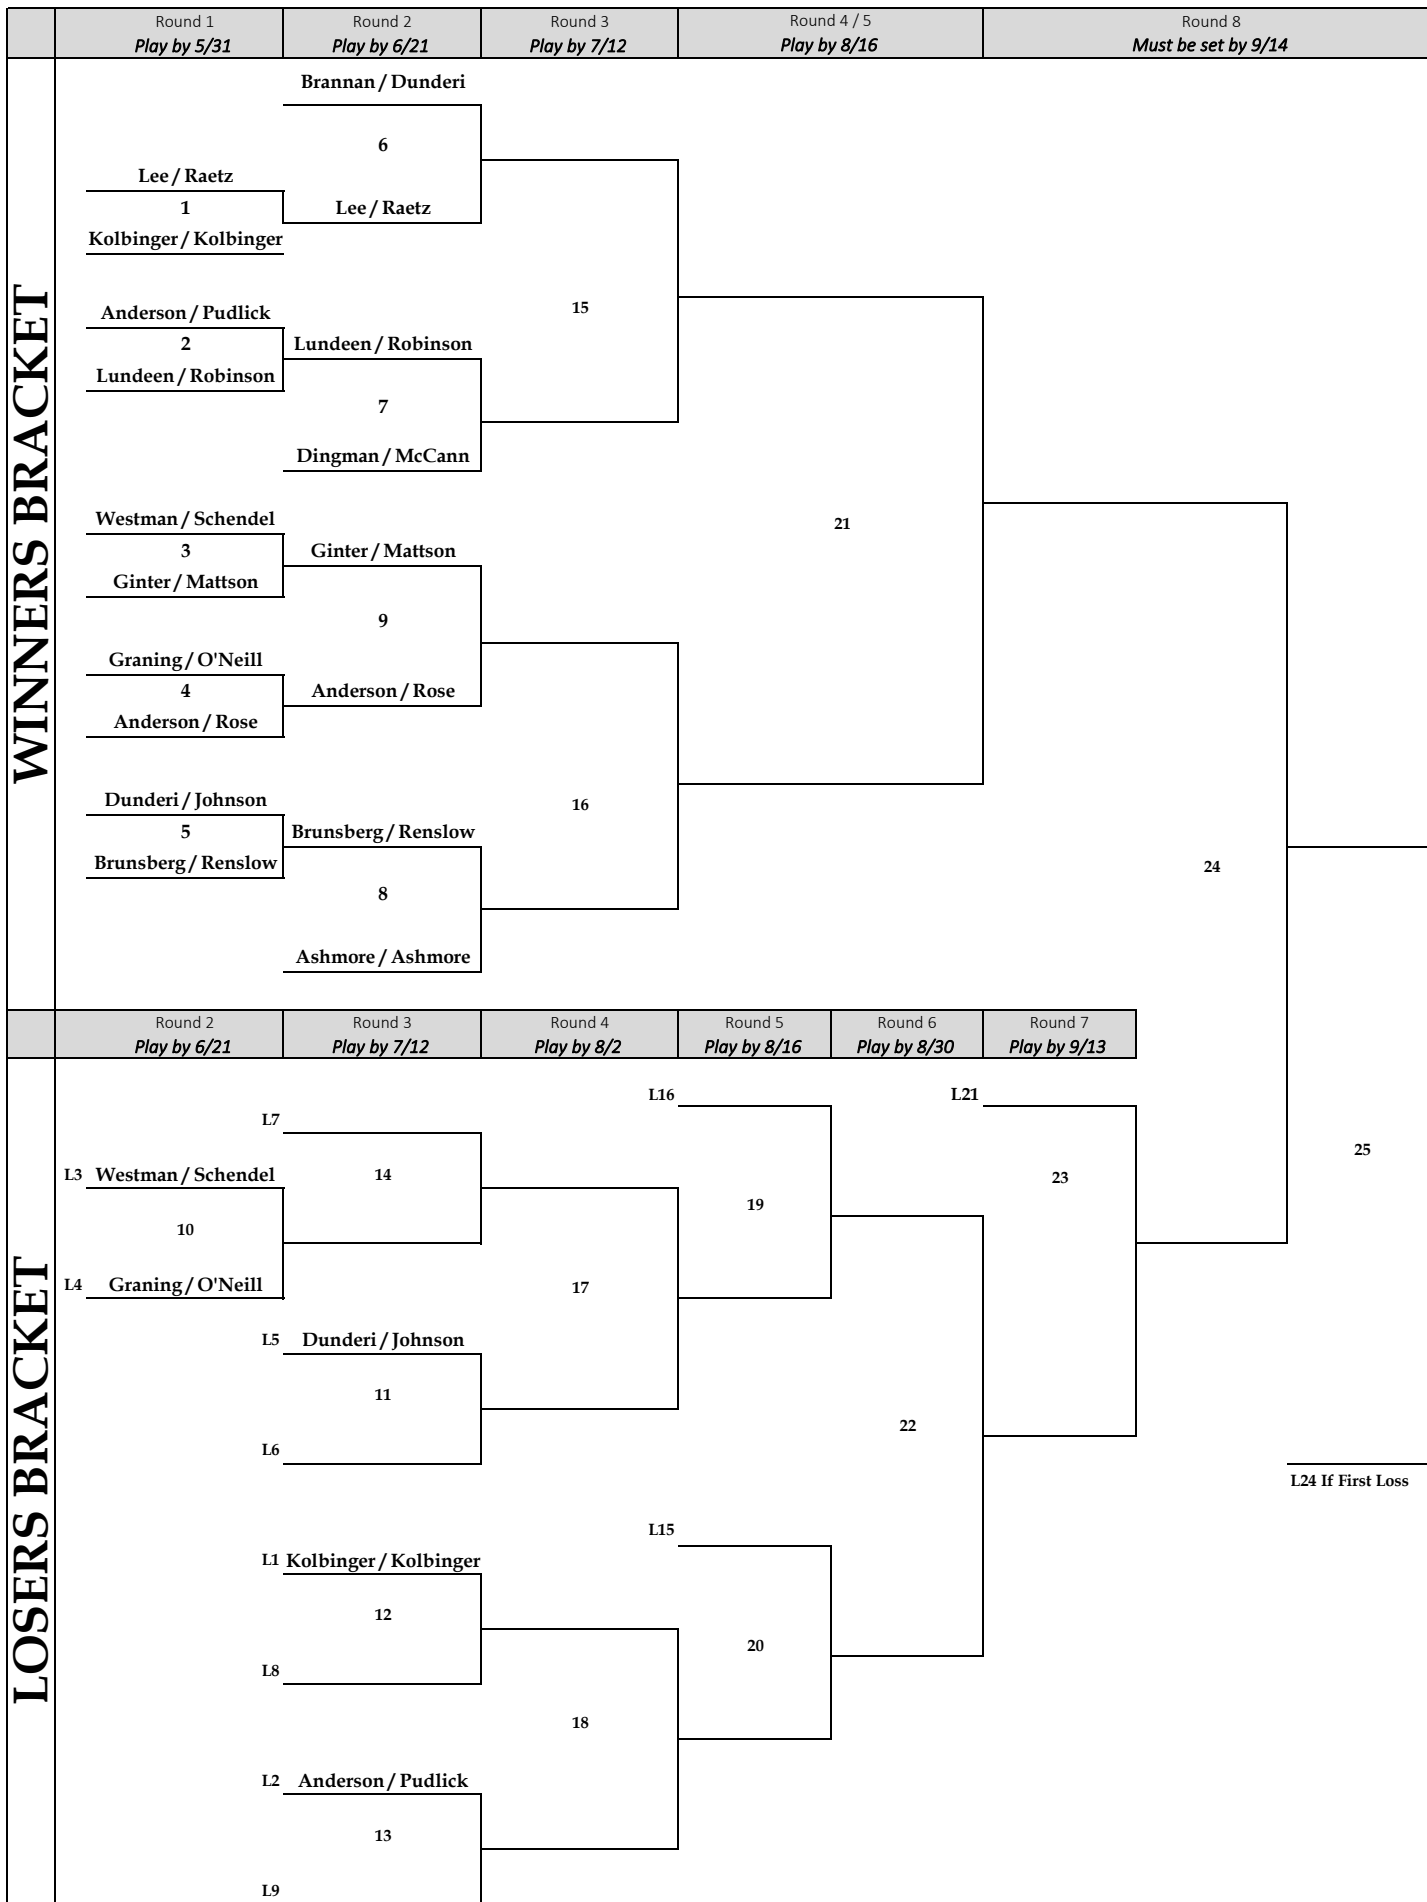 Round 1 Round 2 Round 3 Round 4 / 5 Round 8
Play by 5/31 Play by 6/21 Play by 7/12 Play by 8/16 Must be set by 9/14
WINNERS BRACKET
Brannan / Dunderi
6
Lee / Raetz
1 Lee / Raetz
Kolbinger / Kolbinger
Anderson / Pudlick 15
2 Lundeen / Robinson
Lundeen / Robinson
7
Dingman / McCann
Westman / Schendel 21
3 Ginter / Mattson
Ginter / Mattson
9
Graning / O'Neill
4 Anderson / Rose
Anderson / Rose
Dunderi / Johnson 16
5 Brunsberg / Renslow
Brunsberg / Renslow 24
8
Ashmore / Ashmore
Round 2 Round 3 Round 4 Round 5 Round 6 Round 7
Play by 6/21 Play by 7/12 Play by 8/2 Play by 8/16 Play by 8/30 Play by 9/13
LOSERS BRACKET
L16 L21
L7
25
L3 Westman / Schendel 14 23
19
10
L4 Graning / O'Neill 17
L5 Dunderi / Johnson
11
22
L6
L24 If First Loss
L15
L1 Kolbinger / Kolbinger
12
20
L8
18
L2 Anderson / Pudlick
13
L9